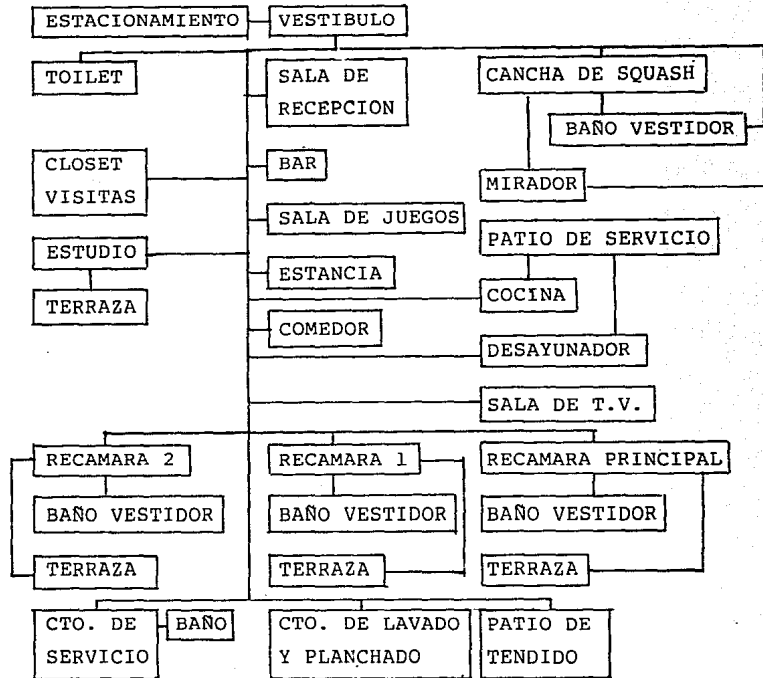 ESTACIONAMIENTO
VESTIBULO
TOILET
SALA DE
RECEPCION
CANCHA DE SQUASH
BAÑO VESTIDOR
CLOSET
VISITAS
BAR
MIRADOR
SALA DE JUEGOS
PATIO DE SERVICIO
ESTUDIO
ESTANCIA
TERRAZA
COCINA
COMEDOR
DESAYUNADOR
SALA DE T.V.
RECAMARA 2
RECAMARA 1
RECAMARA PRINCIPAL
BAÑO VESTIDOR
BAÑO VESTIDOR
BAÑO VESTIDOR
TERRAZA
TERRAZA
TERRAZA
CTO. DE
SERVICIO
BAÑO
CTO. DE LAVADO
Y PLANCHADO
PATIO DE
TENDIDO